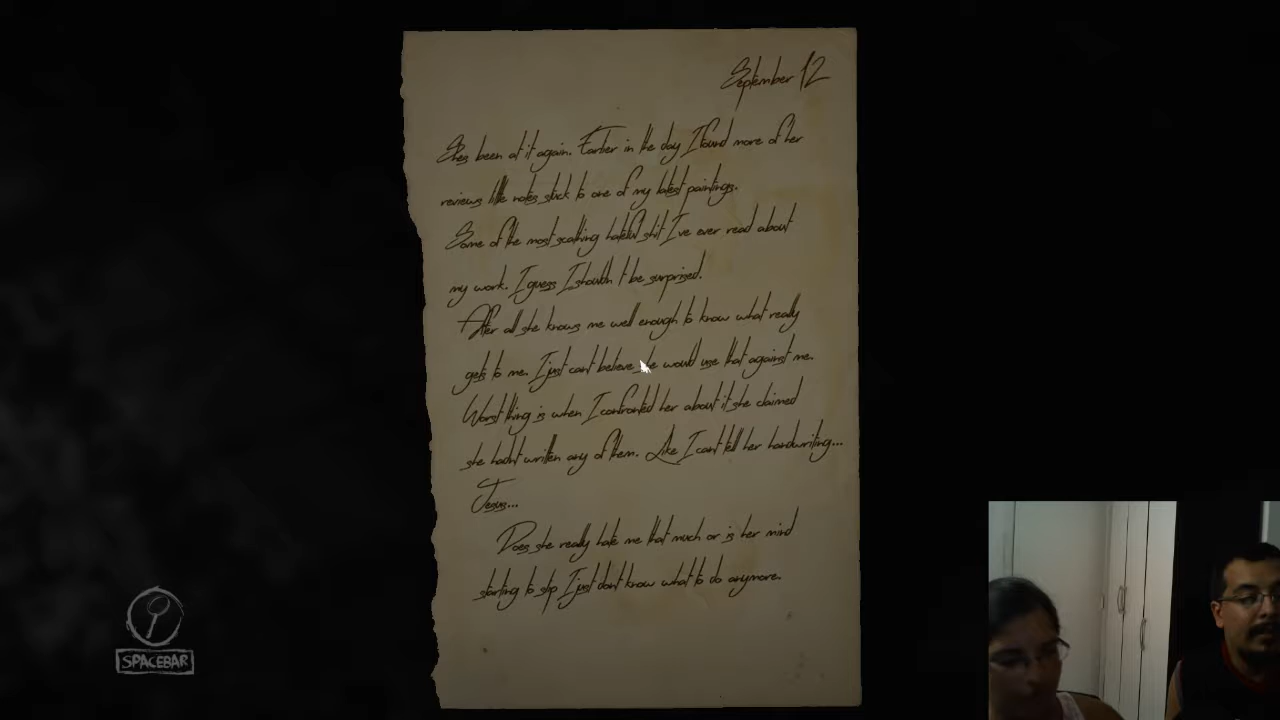 September 12
Shes been at it again. Earlier in the day I found more of her
reviews little notes stuck to one of my latest paintings.
Some of the most scathing hateful shit I've ever read about
my work. I guess I shouldn t be surprised.
After all she knows me well enough to know what really
gets to me. I just cant believe she would use that against me.
Worst thing is when I confronted her about it she claimed
she hadnt written any of them. Like I cant tell her handwriting...
Jesus...
Does she really hate me that much or is her mind
starting to slip I just dont know what to do anymore.
SPACEBAR